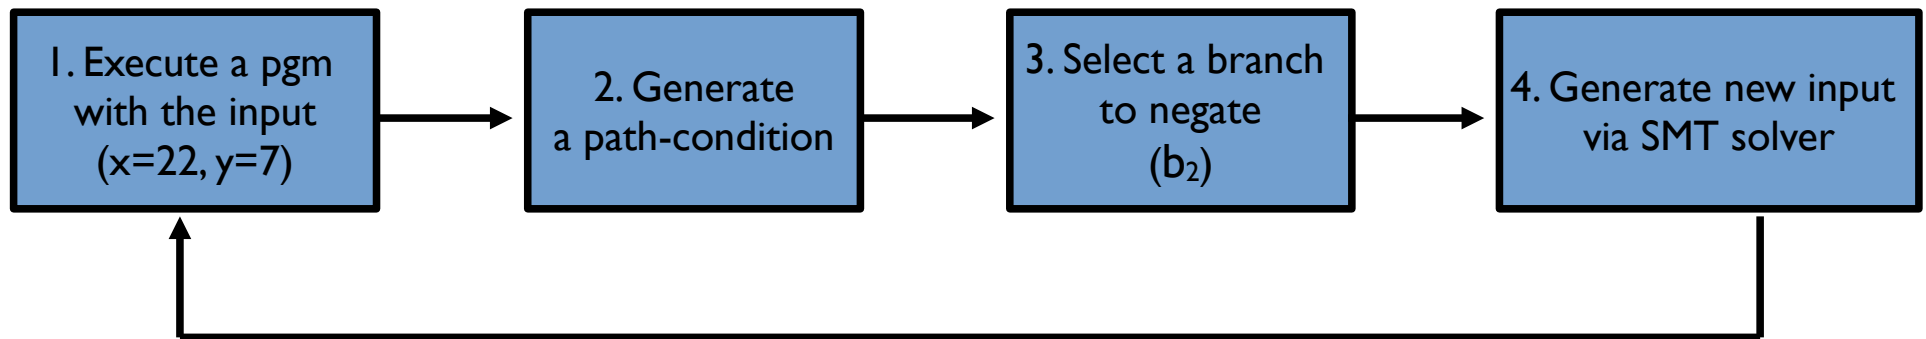 1. Execute a pgm
with the input
(x=22, y=7)
2. Generate
a path-condition
3. Select a branch
to negate
(b₂)
4. Generate new input
via SMT solver